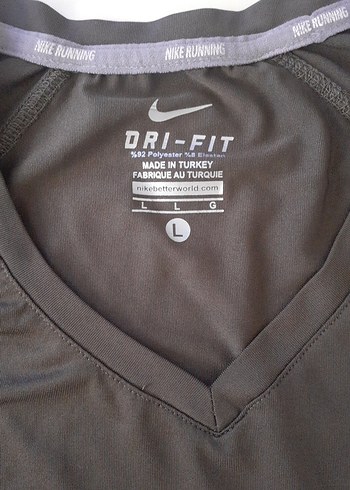 NIKE RUNNING
NIKE RUNNING
NIKE RUNNING
DRI-FIT
%92 Polyester %8 Elastan
MADE IN TURKEY
FABRIQUE AU TURQUIE
nikebetterworld.com
L L G
L